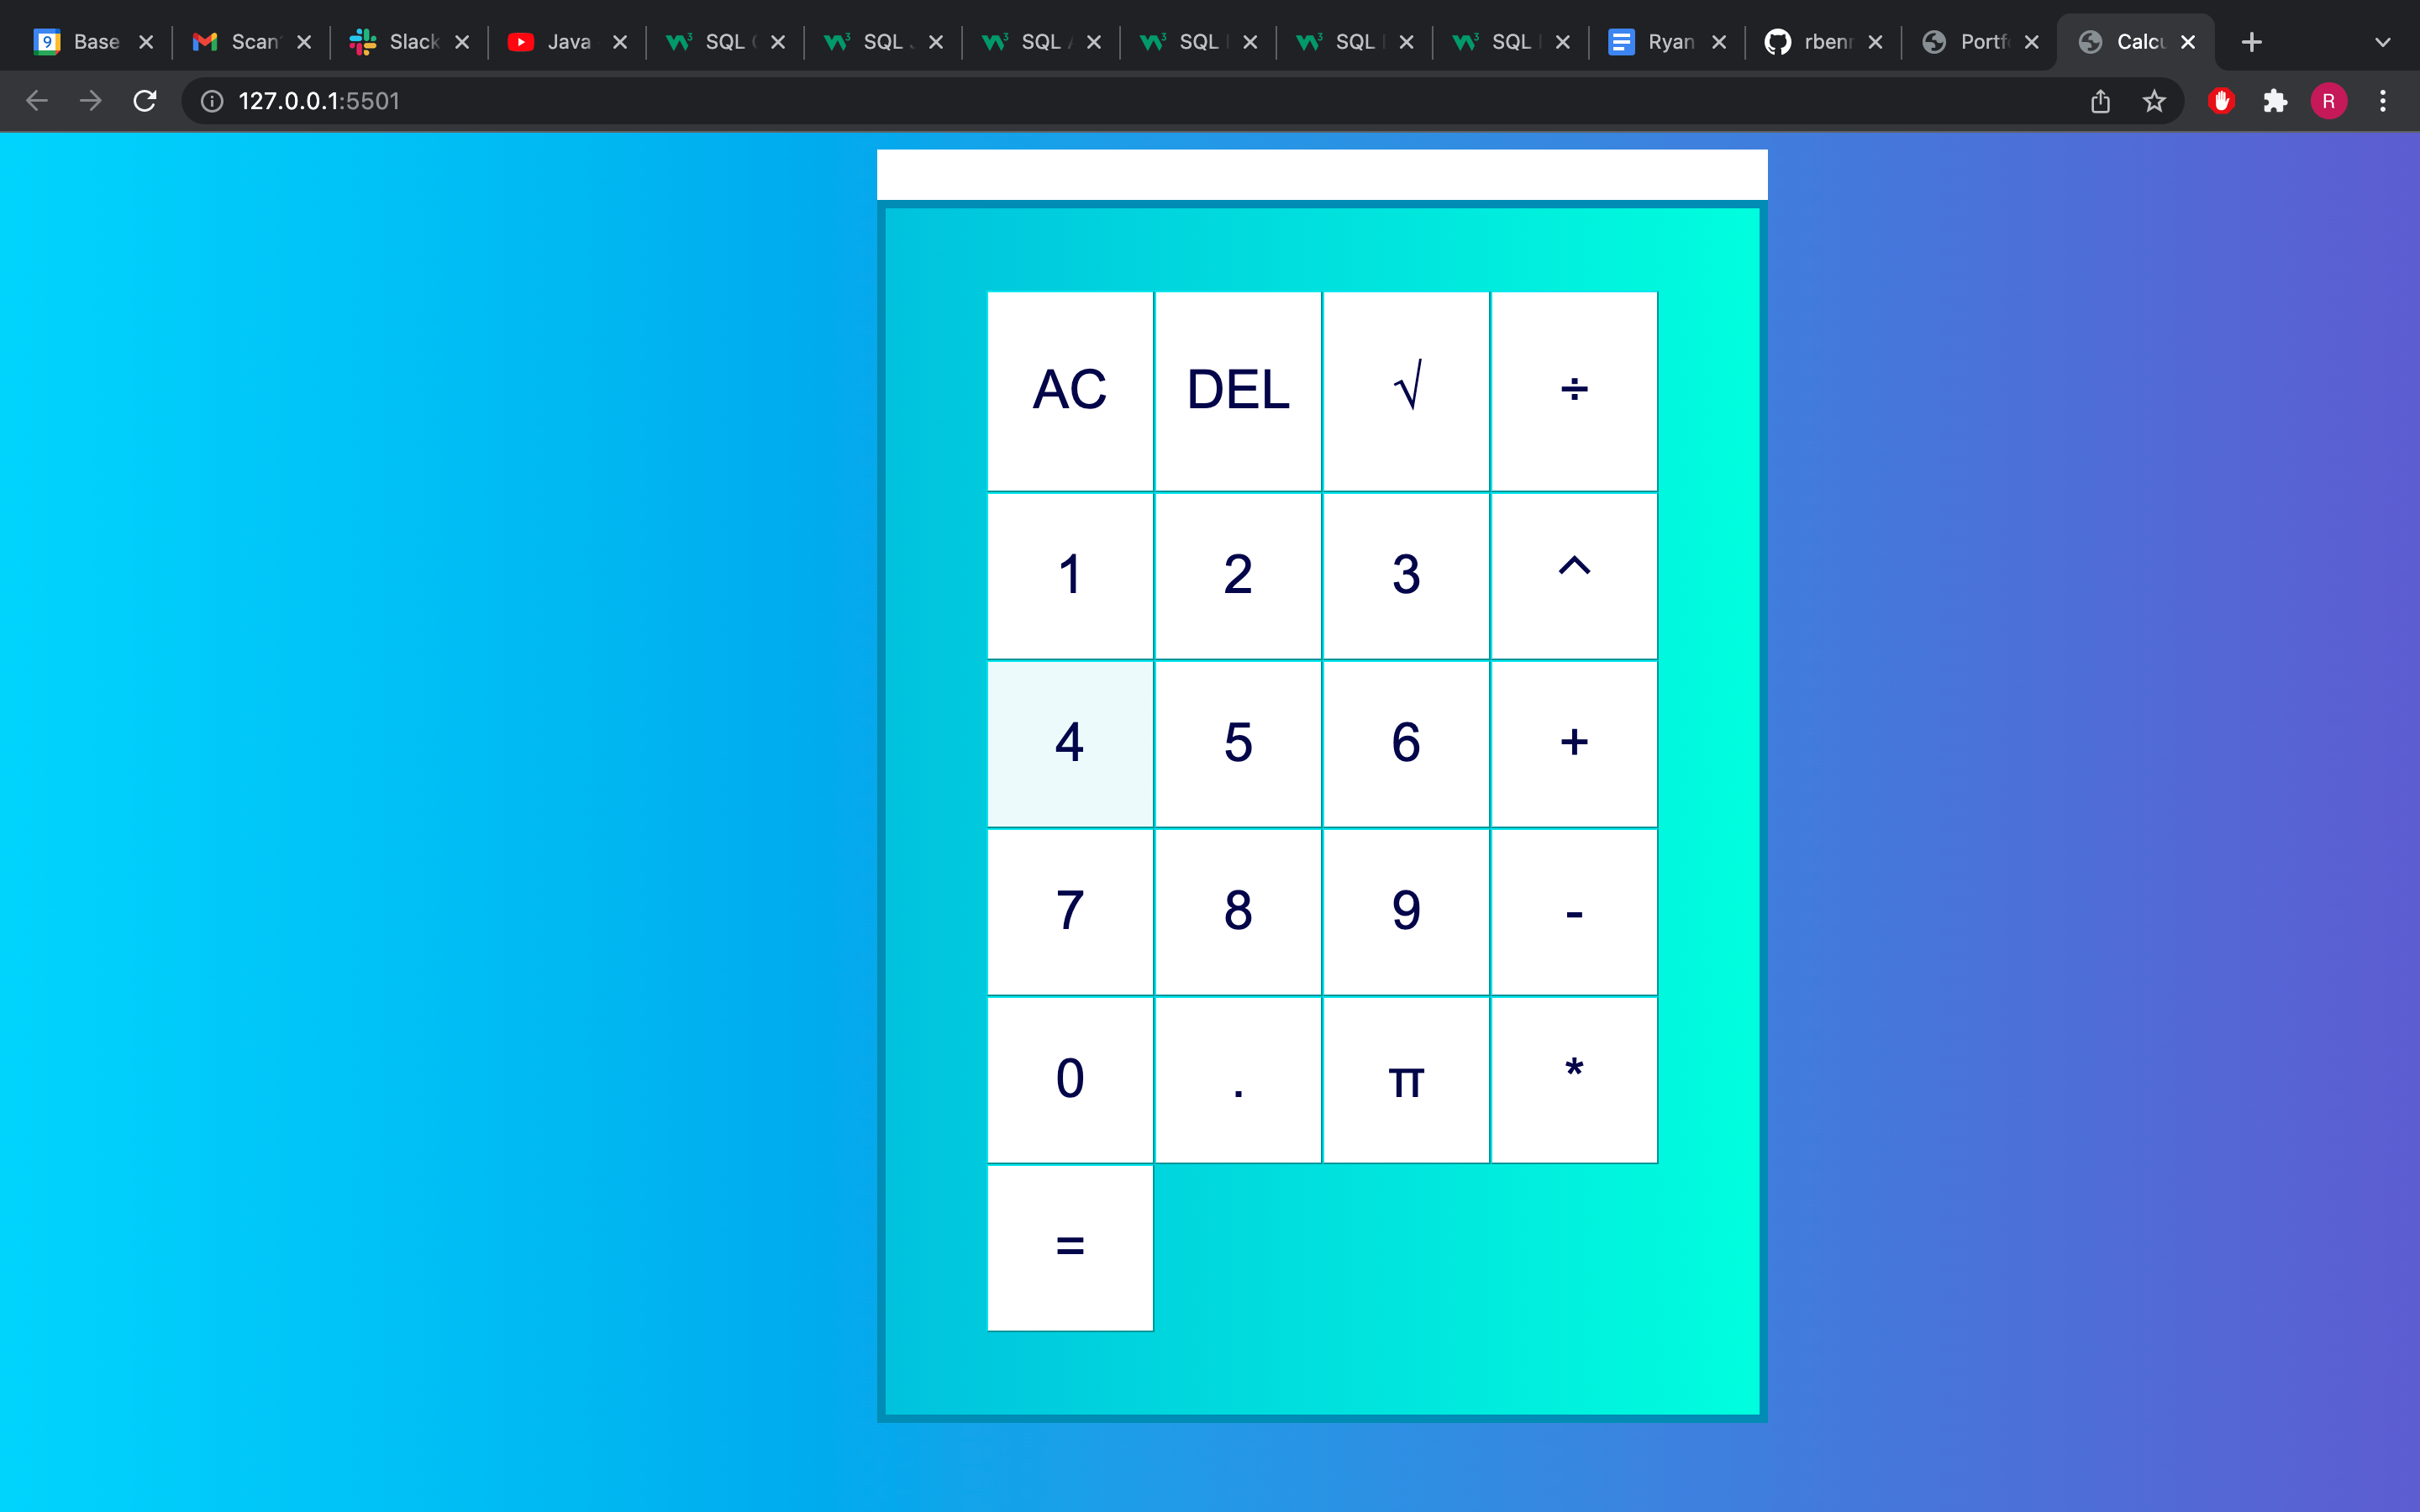 Base Scan Slack Java SQL SQL SQL SQL SQL SQL Ryan rben Portf Calcu
127.0.0.1:5501 R
AC DEL √ ÷
1 2 3 ^
4 5 6 +
7 8 9 -
0 . π *
=